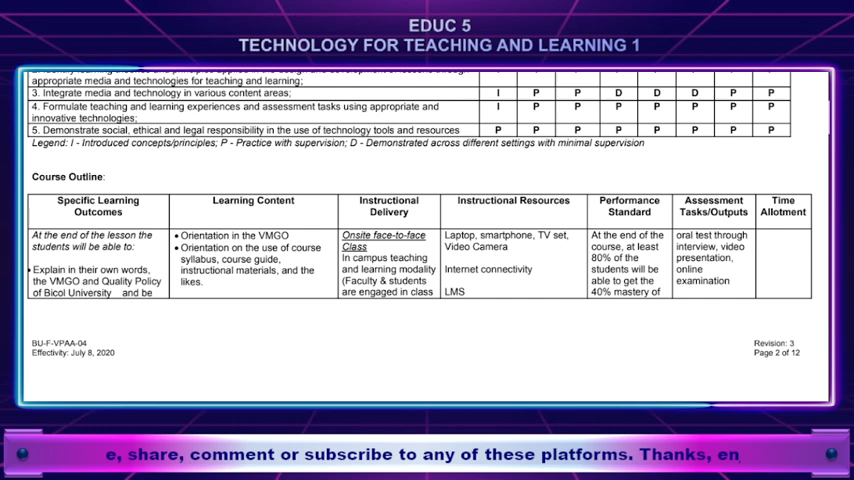 EDUC 5
TECHNOLOGY FOR TEACHING AND LEARNING 1
appropriate media and technologies for teaching and learning;
3. Integrate media and technology in various content areas; I P P D D D P P
4. Formulate teaching and learning experiences and assessment tasks using appropriate and
innovative technologies; I P P P P P P P
5. Demonstrate social, ethical and legal responsibility in the use of technology tools and resources P P P P P P P P
Legend: I - Introduced concepts/principles; P - Practice with supervision; D - Demonstrated across different settings with minimal supervision
Course Outline:
Specific Learning Outcomes
Learning Content
Instructional Delivery
Instructional Resources
Performance Standard
Assessment Tasks/Outputs
Time Allotment
At the end of the lesson the
students will be able to:
• Explain in their own words,
the VMGO and Quality Policy
of Bicol University and be
• Orientation in the VMGO
• Orientation on the use of course
syllabus, course guide,
instructional materials, and the
likes.
Onsite face-to-face
Class
In campus teaching
and learning modality
(Faculty & students
are engaged in class
Laptop, smartphone, TV set,
Video Camera
Internet connectivity
LMS
At the end of the
course, at least
80% of the
students will be
able to get the
40% mastery of
oral test through
interview, video
presentation,
online
examination
BU-F-VPAA-04
Effectivity: July 8, 2020
Revision: 3
Page 2 of 12
e, share, comment or subscribe to any of these platforms. Thanks, en